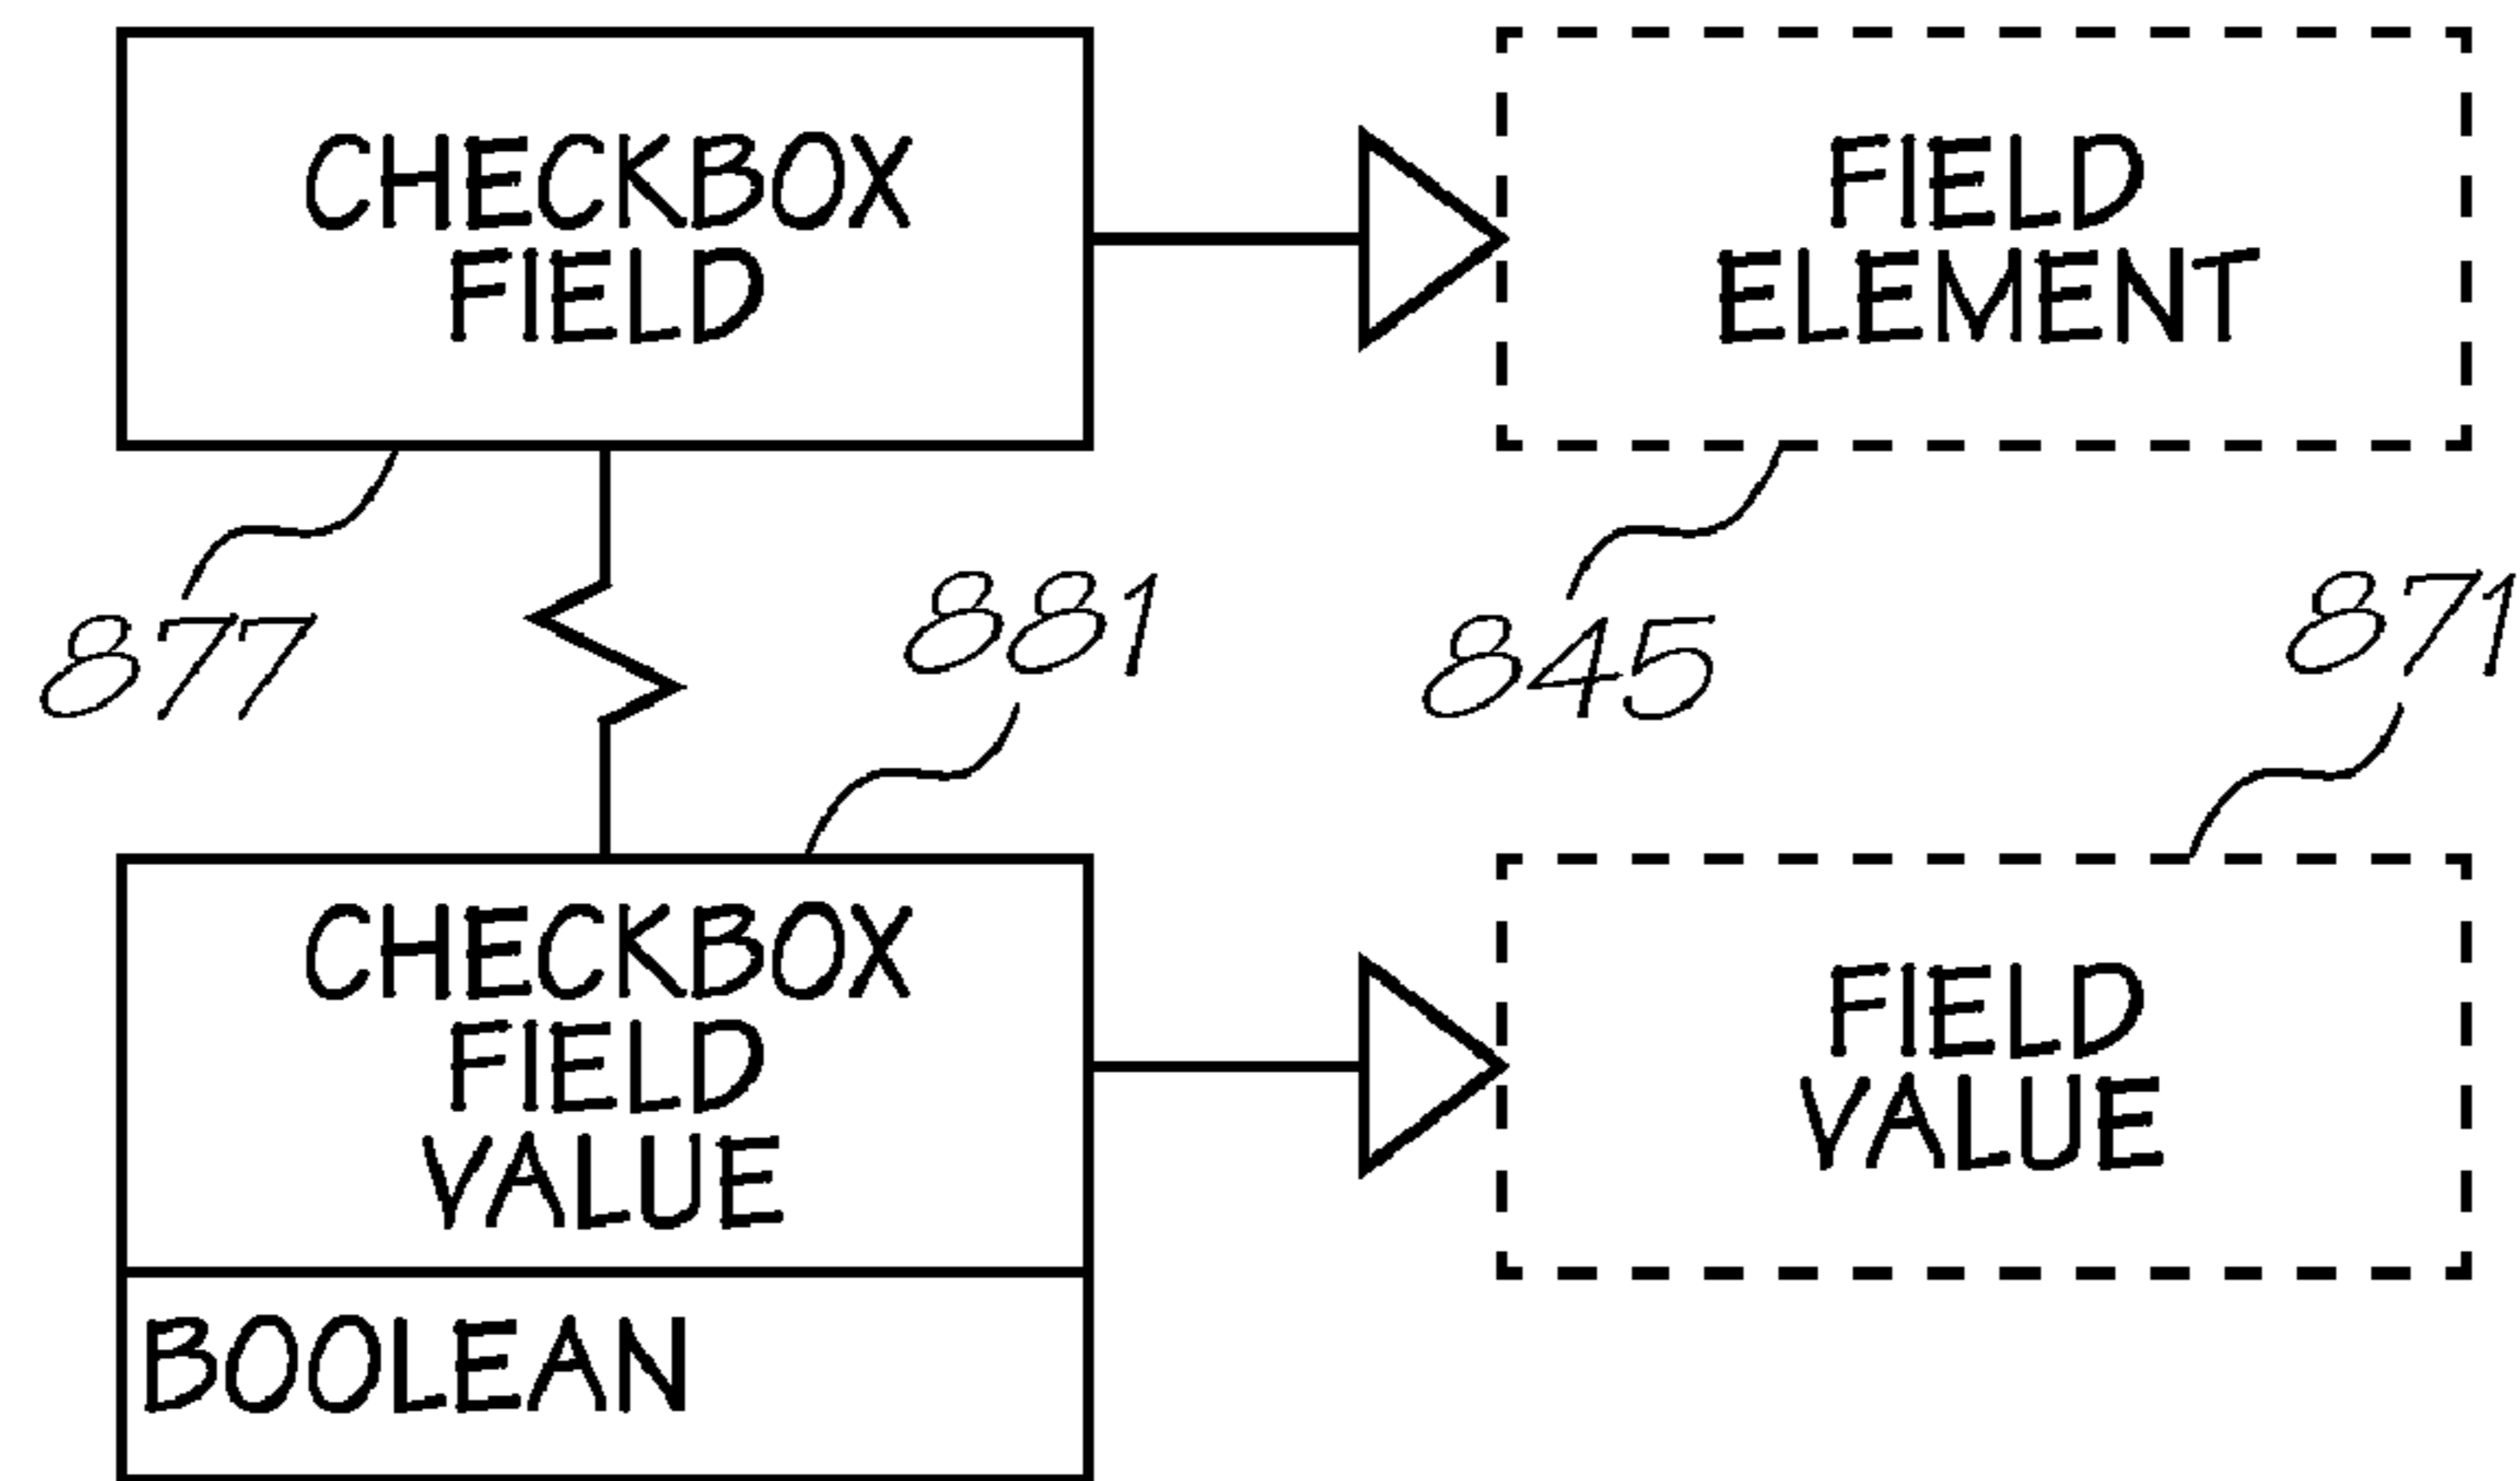 CHECKBOX
FIELD
FIELD
ELEMENT
877
881
845
871
CHECKBOX
FIELD
VALUE
FIELD
VALUE
BOOLEAN